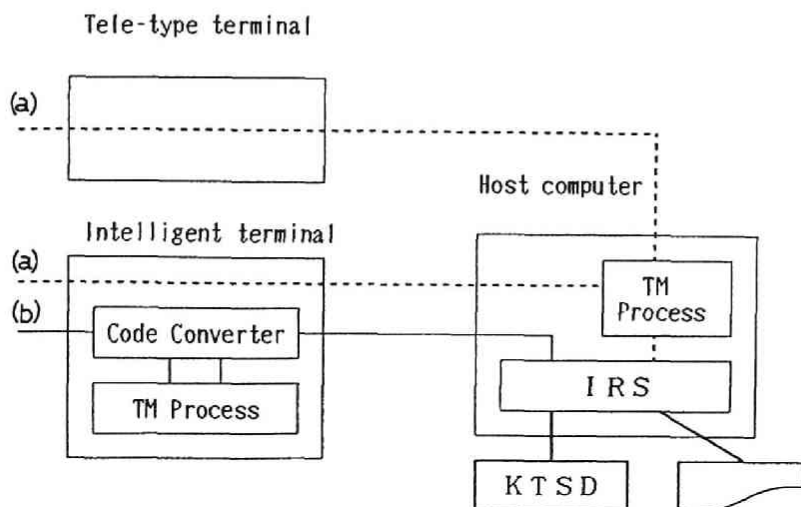 Tele-type terminal
(a)
Host computer
Intelligent terminal
(a)
TM
Process
(b)
Code Converter
IRS
TM Process
KTSD